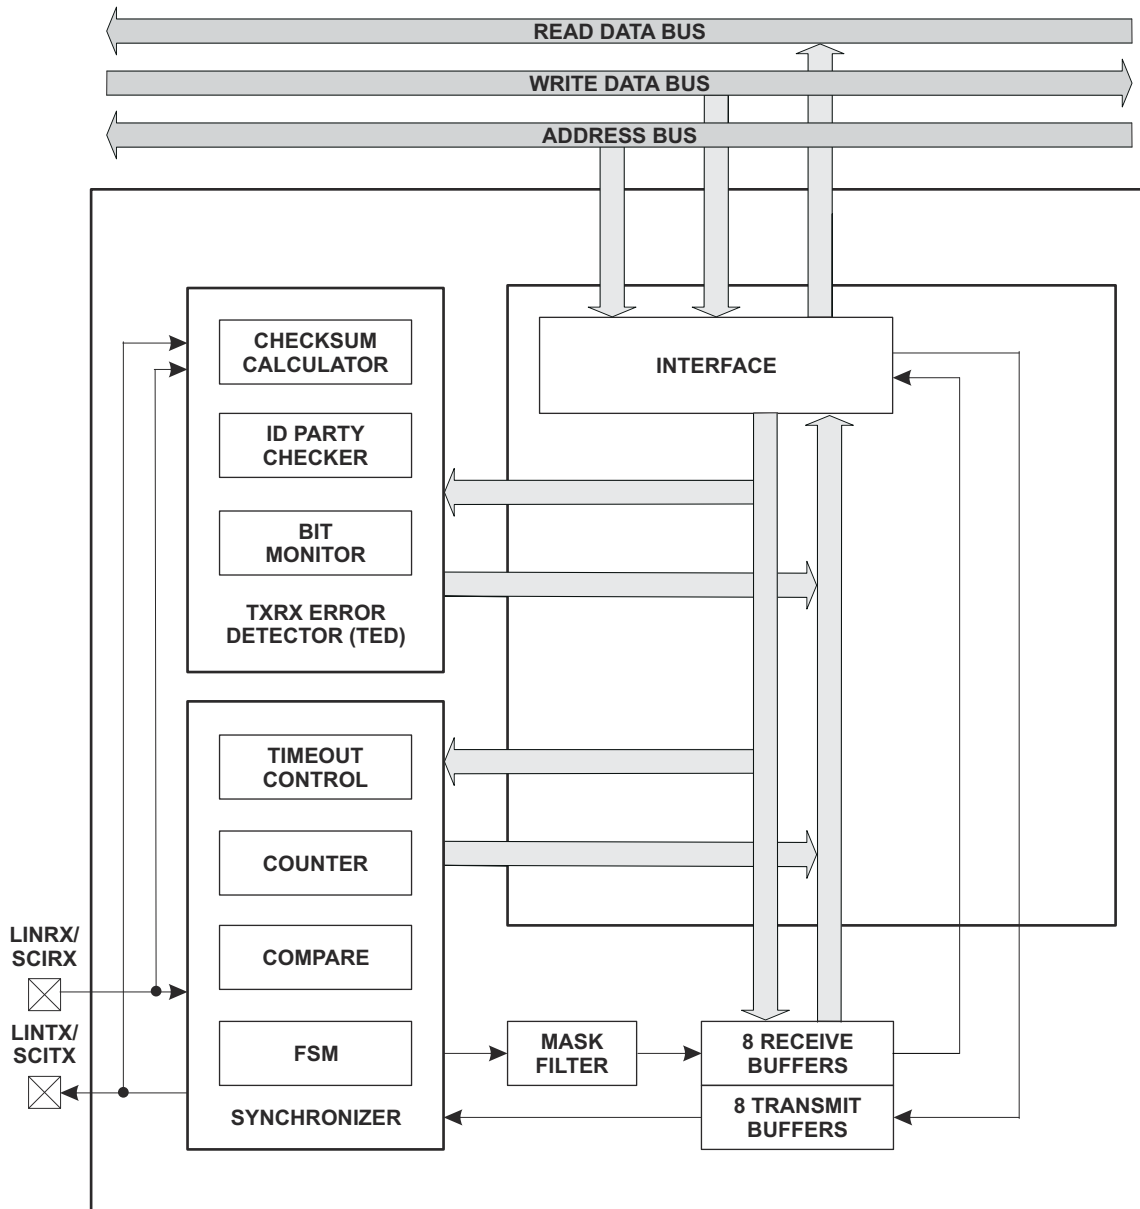 READ DATA BUS
WRITE DATA BUS
ADDRESS BUS
CHECKSUM
CALCULATOR
INTERFACE
ID PARTY
CHECKER
BIT
MONITOR
TXRX ERROR
DETECTOR (TED)
TIMEOUT
CONTROL
COUNTER
COMPARE
LINRX/
SCIRX
LINTX/
SCITX
FSM
SYNCHRONIZER
MASK
FILTER
8 RECEIVE
BUFFERS
8 TRANSMIT
BUFFERS